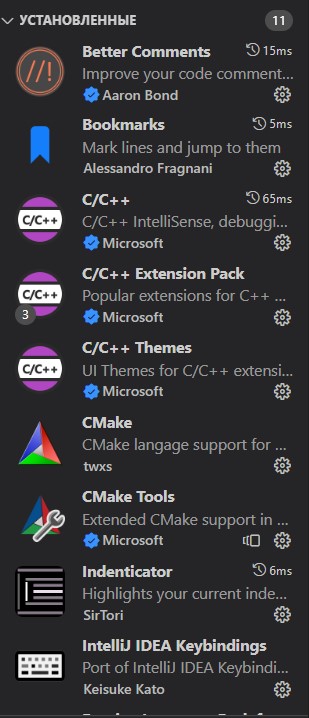 УСТАНОВЛЕННЫЕ 11
Better Comments 15ms
Improve your code comment...
Aaron Bond
Bookmarks 5ms
Mark lines and jump to them
Alessandro Fragnani
C/C++ 65ms
C/C++ IntelliSense, debuggi...
Microsoft
C/C++ Extension Pack
Popular extensions for C++ ...
Microsoft
C/C++ Themes
UI Themes for C/C++ extensi...
Microsoft
CMake
CMake langage support for ...
twxs
CMake Tools
Extended CMake support in ...
Microsoft
Indenticator 6ms
Highlights your current inde...
SirTori
IntelliJ IDEA Keybindings
Port of IntelliJ IDEA Keybindi...
Keisuke Kato
//!
C/C++
C/C++
3
C/C++